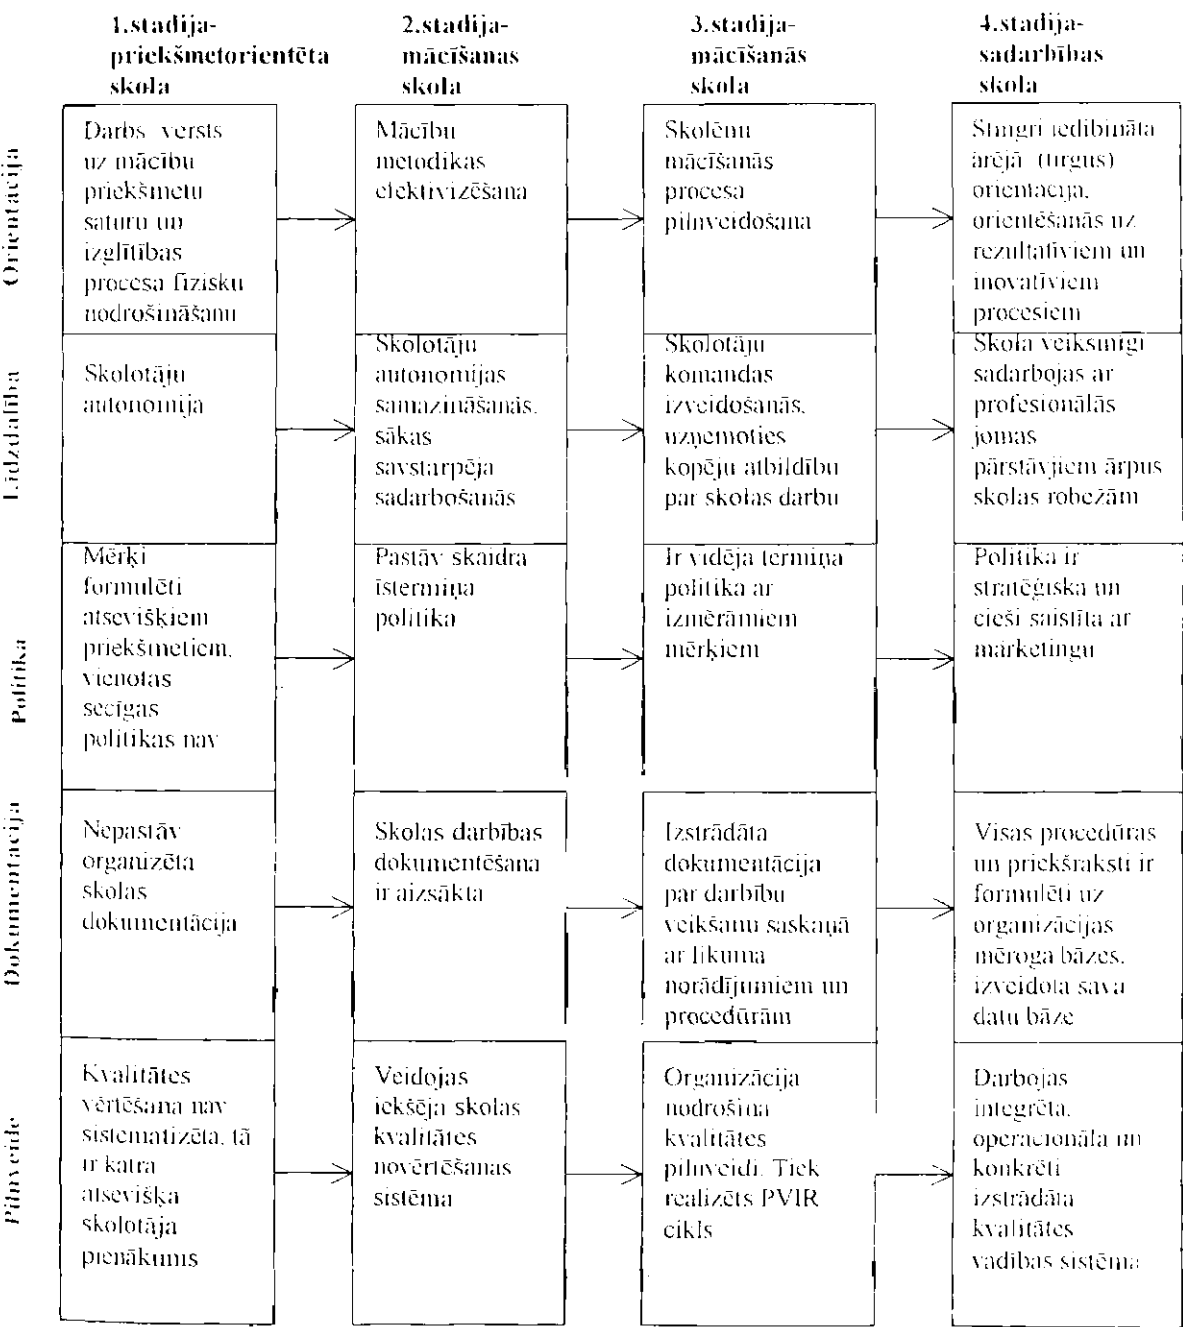 1.stadija-
priekšmetorientēta
skola
2.stadija-
mācīšanas
skola
3.stadija-
mācīšanās
skola
4.stadija-
sadarbības
skola
Orientācija
Darbs versts
uz mācību
priekšmetu
saturu un
izglītības
procesa fizisku
nodrošināšanu
Mācību
metodikas
efektivizēšana
Skolēnu
mācīšanās
procesa
pilnveidošana
Stingri iedibināta
ārējā (tirgus)
orientācija,
orientēšanās uz
rezultatīviem un
inovatīviem
procesiem
Līdzdalība
Skolotāju
autonomija
Skolotāju
autonomijas
samazināšanās,
sākas
savstarpēja
sadarbošanās
Skolotāju
komandas
izveidošanās,
uzņemoties
kopēju atbildību
par skolas darbu
Skola veiksmīgi
sadarbojas ar
profesionālās
jomas
pārstāvjiem ārpus
skolas robežām
Politika
Mērķi
formulēti
atsevišķiem
priekšmetiem,
vienotas
secīgas
politikas nav
Pastāv skaidra
īstermiņa
politika
Ir vidēja termiņa
politika ar
izmērāmiem
mērķiem
Politika ir
stratēģiska un
cieši saistīta ar
mārketingu
Dokumentācija
Nepastāv
organizēta
skolas
dokumentācija
Skolas darbības
dokumentēšana
ir aizsākta
Izstrādāta
dokumentācija
par darbību
veikšanu saskaņā
ar likuma
norādījumiem un
procedūrām
Visas procedūras
un priekšraksti ir
formulēti uz
organizācijas
mēroga bāzes,
izveidota sava
datu bāze
Pilnveide
Kvalitātes
vērtēšana nav
sistematizēta, tā
ir katra
atsevišķa
skolotāja
pienākums
Veidojas
iekšēja skolas
kvalitātes
novērtēšanas
sistēma
Organizācija
nodrošina
kvalitātes
pilnveidi. Tiek
realizēts PVIR
cikls
Darbojas
integrēta,
operacionāla un
konkrēti
izstrādāta
kvalitātes
vadības sistēma